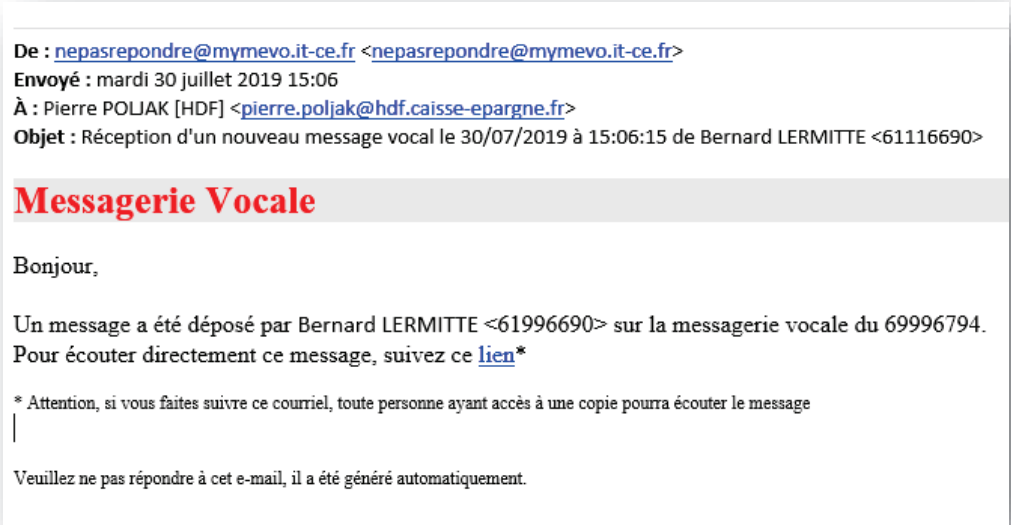 De : nepasrepondre@mymevo.it-ce.fr <nepasrepondre@mymevo.it-ce.fr>
Envoyé : mardi 30 juillet 2019 15:06
À : Pierre POLJAK [HDF] <pierre.poljak@hdf.caisse-epargne.fr>
Objet : Réception d'un nouveau message vocal le 30/07/2019 à 15:06:15 de Bernard LERMITTE <61116690>
Messagerie Vocale
Bonjour,
Un message a été déposé par Bernard LERMITTE <61996690> sur la messagerie vocale du 69996794.
Pour écouter directement ce message, suivez ce lien*
* Attention, si vous faites suivre ce courriel, toute personne ayant accès à une copie pourra écouter le message
Veuillez ne pas répondre à cet e-mail, il a été généré automatiquement.